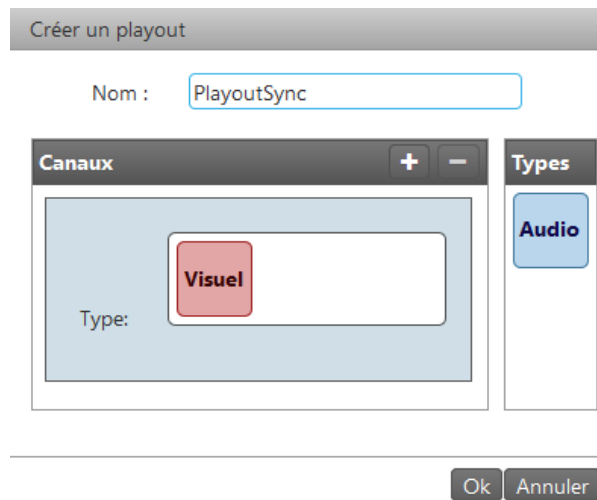 Créer un playout
Nom : PlayoutSync
Canaux + − Types
Visuel Audio
Type:
Ok Annuler